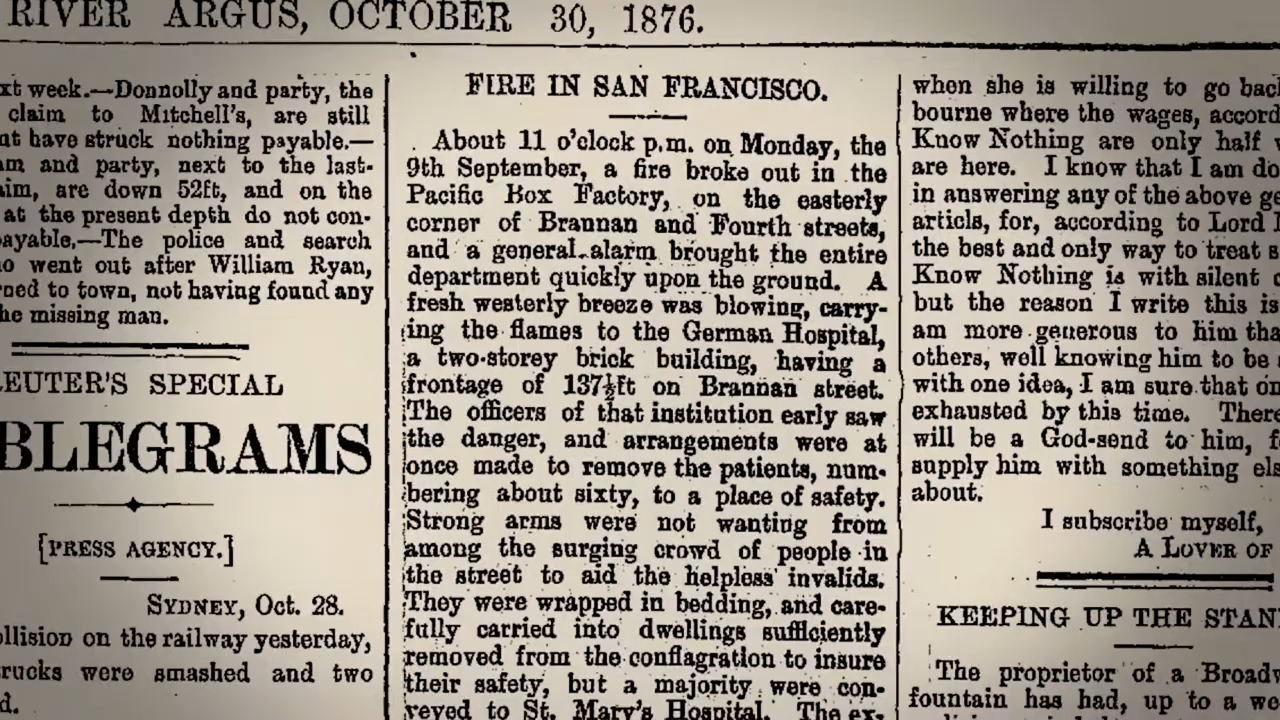 RIVER ARGUS, OCTOBER 30, 1876.
xt week.—Donnolly and party, the
claim to Mitchell's, are still
have struck nothing payable.—
and party, next to the last-
are down 52ft, and on the
at the present depth do not con-
payable.—The police and search
went out after William Ryan,
to town, not having found any
missing man.
EUTER'S SPECIAL
BLEGRAMS
[PRESS AGENCY.]
SYDNEY, Oct. 28.
on the railway yesterday,
rucks were smashed and two
d.
FIRE IN SAN FRANCISCO.
About 11 o'clock p.m. on Monday, the
9th September, a fire broke out in the
Pacific Box Factory, on the easterly
corner of Brannan and Fourth streets,
and a general alarm brought the entire
department quickly upon the ground. A
fresh westerly breeze was blowing, carry-
ing the flames to the German Hospital,
a two-storey brick building, having a
frontage of 137½ft on Brannan street.
The officers of that institution early saw
the danger, and arrangements were at
once made to remove the patients, num-
bering about sixty, to a place of safety.
Strong arms were not wanting from
among the surging crowd of people in
the street to aid the helpless invalids.
They were wrapped in bedding, and care-
fully carried into dwellings sufficiently
removed from the conflagration to insure
their safety, but a majority were con-
veyed to St. Mary's Hospital. The ex-
when she is willing to go bac
bourne where the wages, accord
Know Nothing are only half
are here. I know that I am do
in answering any of the above ge
articls, for, according to Lord
the best and only way to treat s
Know Nothing is with silent
but the reason I write this is
am more generous to him tha
others, well knowing him to be
with one idea, I am sure that
exhausted by this time. There
will be a God-send to him, f
supply him with something els
about.
I subscribe myself,
A LOVER OF
KEEPING UP THE STAN
The proprietor of a Broadw
fountain has had, up to a we